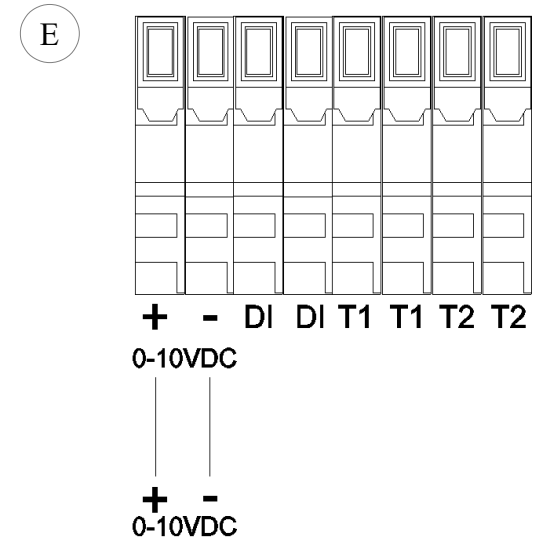 E
+ - DI DI T1 T1 T2 T2
0-10VDC
+ -
0-10VDC